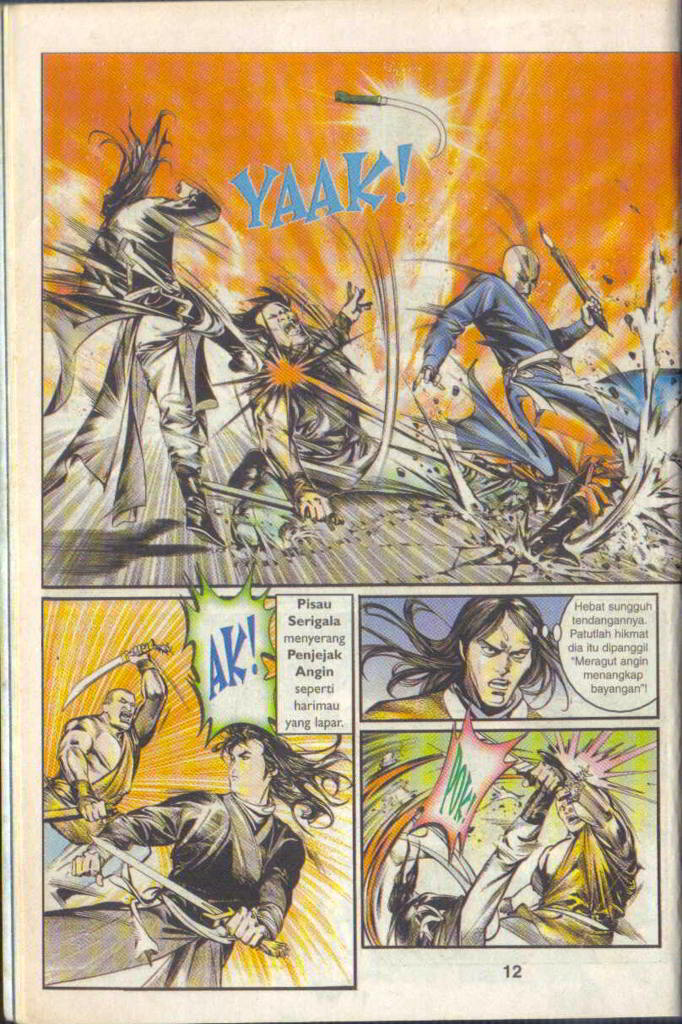 YAAK!
AK!
Pisau
Serigala
menyerang
Penjejak
Angin
seperti
harimau
yang lapar.
Hebat sungguh
tendangannya.
Patutlah hikmat
dia itu dipanggil
"Meragut angin
menangkap
bayangan"!
POK!
12